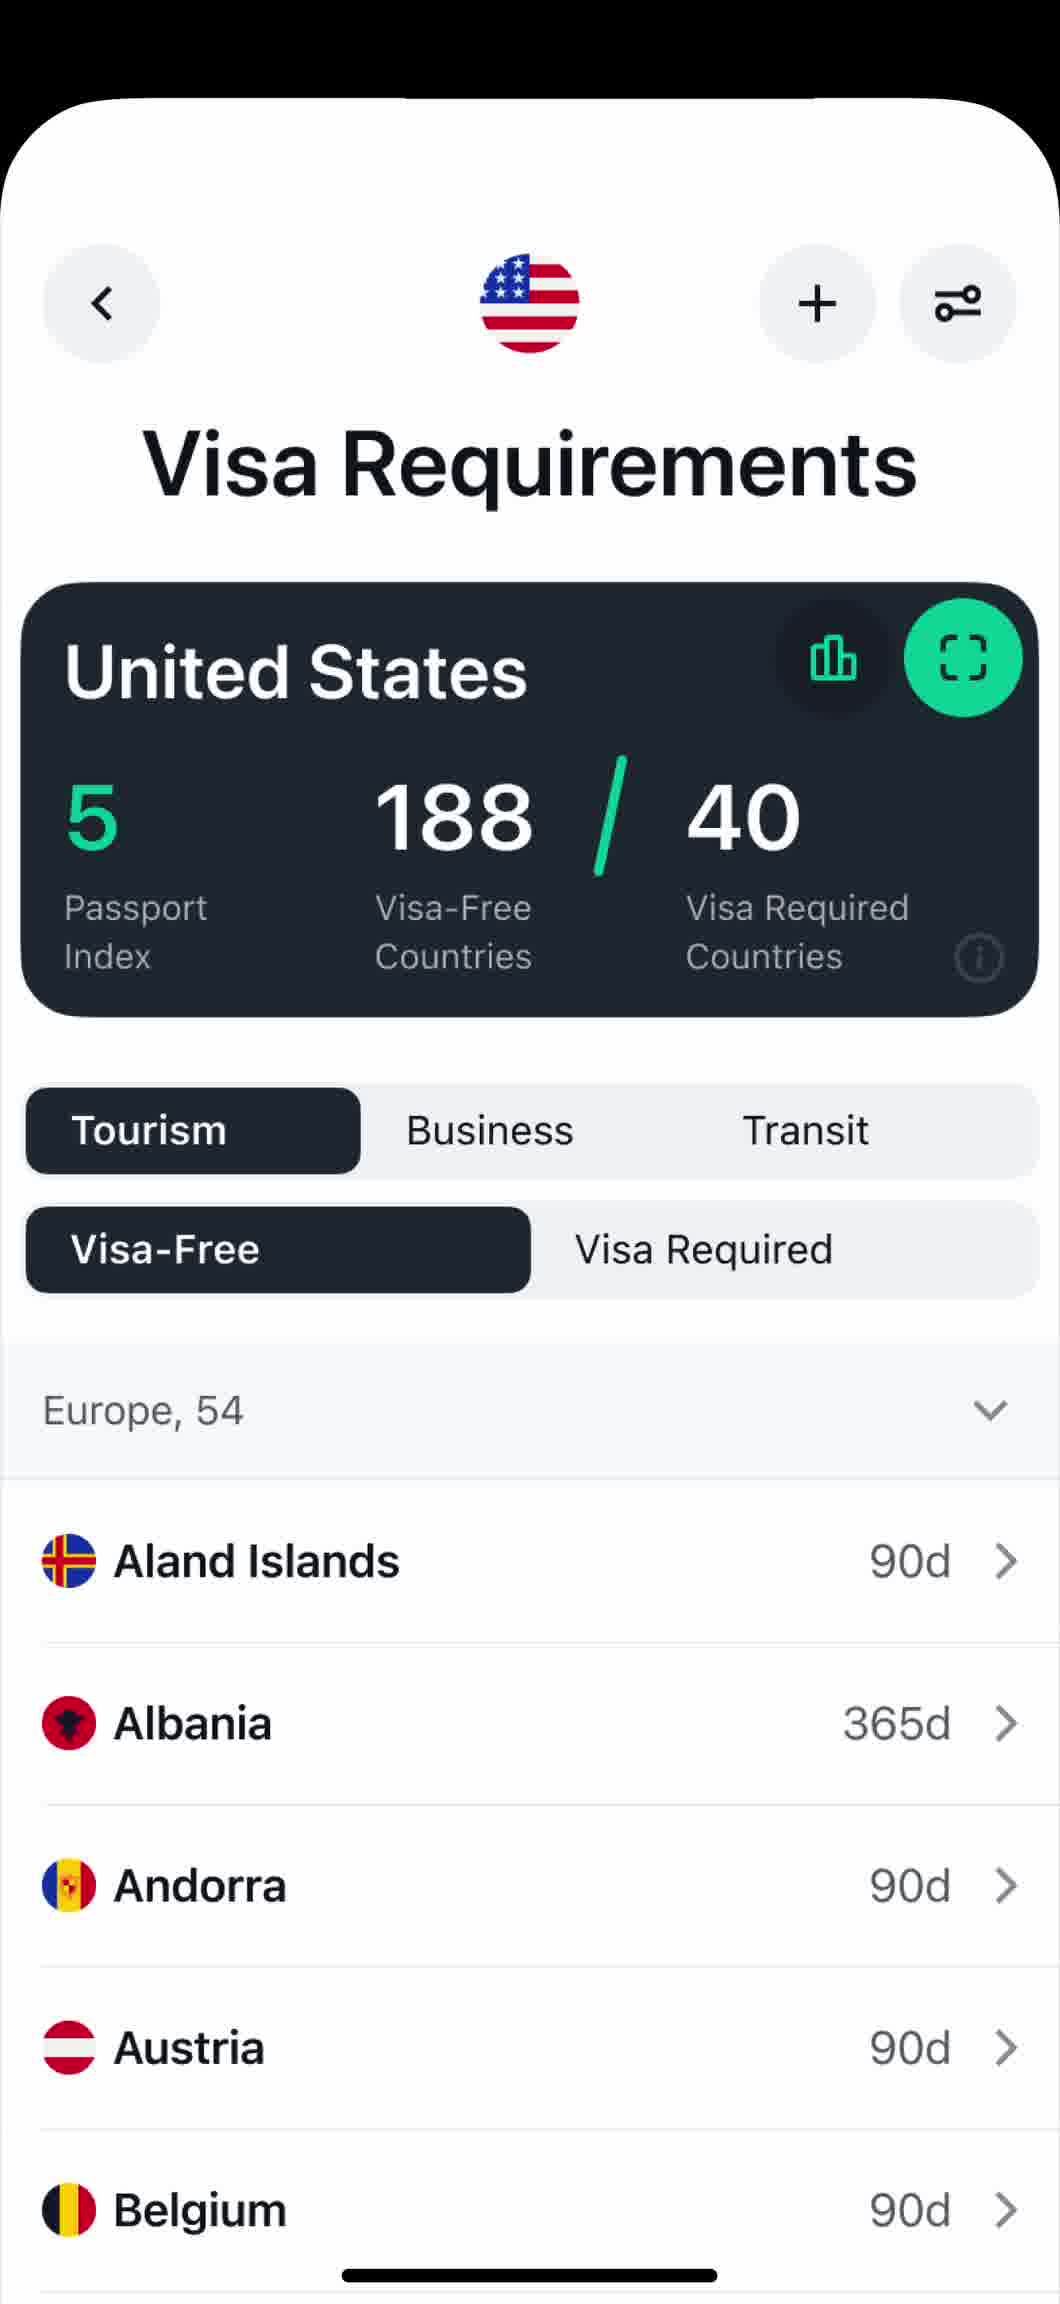 Visa Requirements
United States
5
188
40
Passport Index
Visa-Free Countries
Visa Required Countries
Tourism
Business
Transit
Visa-Free
Visa Required
Europe, 54
Aland Islands
90d
Albania
365d
Andorra
90d
Austria
90d
Belgium
90d